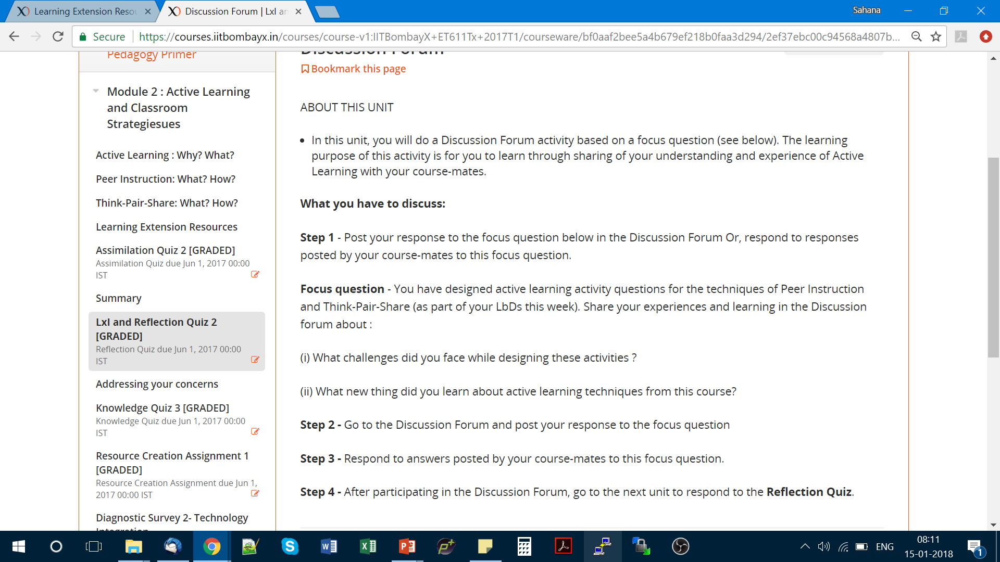 Learning Extension Resou
Discussion Forum | LxI an
Sahana
Secure
https://courses.iitbombayx.in/courses/course-v1:IITBombayX+ET611Tx+2017T1/courseware/bf0aaf2bee5a4b679ef218b0faa3d294/2ef37ebc00c94568a4807b...
Pedagogy Primer
Module 2 : Active Learning
and Classroom
Strategiesues
Active Learning : Why? What?
Peer Instruction: What? How?
Think-Pair-Share: What? How?
Learning Extension Resources
Assimilation Quiz 2 [GRADED]
Assimilation Quiz due Jun 1, 2017 00:00
IST
Summary
LxI and Reflection Quiz 2
[GRADED]
Reflection Quiz due Jun 1, 2017 00:00
IST
Addressing your concerns
Knowledge Quiz 3 [GRADED]
Knowledge Quiz due Jun 1, 2017 00:00
IST
Resource Creation Assignment 1
[GRADED]
Resource Creation Assignment due Jun 1,
2017 00:00 IST
Diagnostic Survey 2- Technology
Integration
Discussion Forum
Bookmark this page
ABOUT THIS UNIT
In this unit, you will do a Discussion Forum activity based on a focus question (see below). The learning
purpose of this activity is for you to learn through sharing of your understanding and experience of Active
Learning with your course-mates.
What you have to discuss:
Step 1 - Post your response to the focus question below in the Discussion Forum Or, respond to responses
posted by your course-mates to this focus question.
Focus question - You have designed active learning activity questions for the techniques of Peer Instruction
and Think-Pair-Share (as part of your LbDs this week). Share your experiences and learning in the Discussion
forum about :
(i) What challenges did you face while designing these activities ?
(ii) What new thing did you learn about active learning techniques from this course?
Step 2 - Go to the Discussion Forum and post your response to the focus question
Step 3 - Respond to answers posted by your course-mates to this focus question.
Step 4 - After participating in the Discussion Forum, go to the next unit to respond to the Reflection Quiz.
ENG
08:11
15-01-2018
1